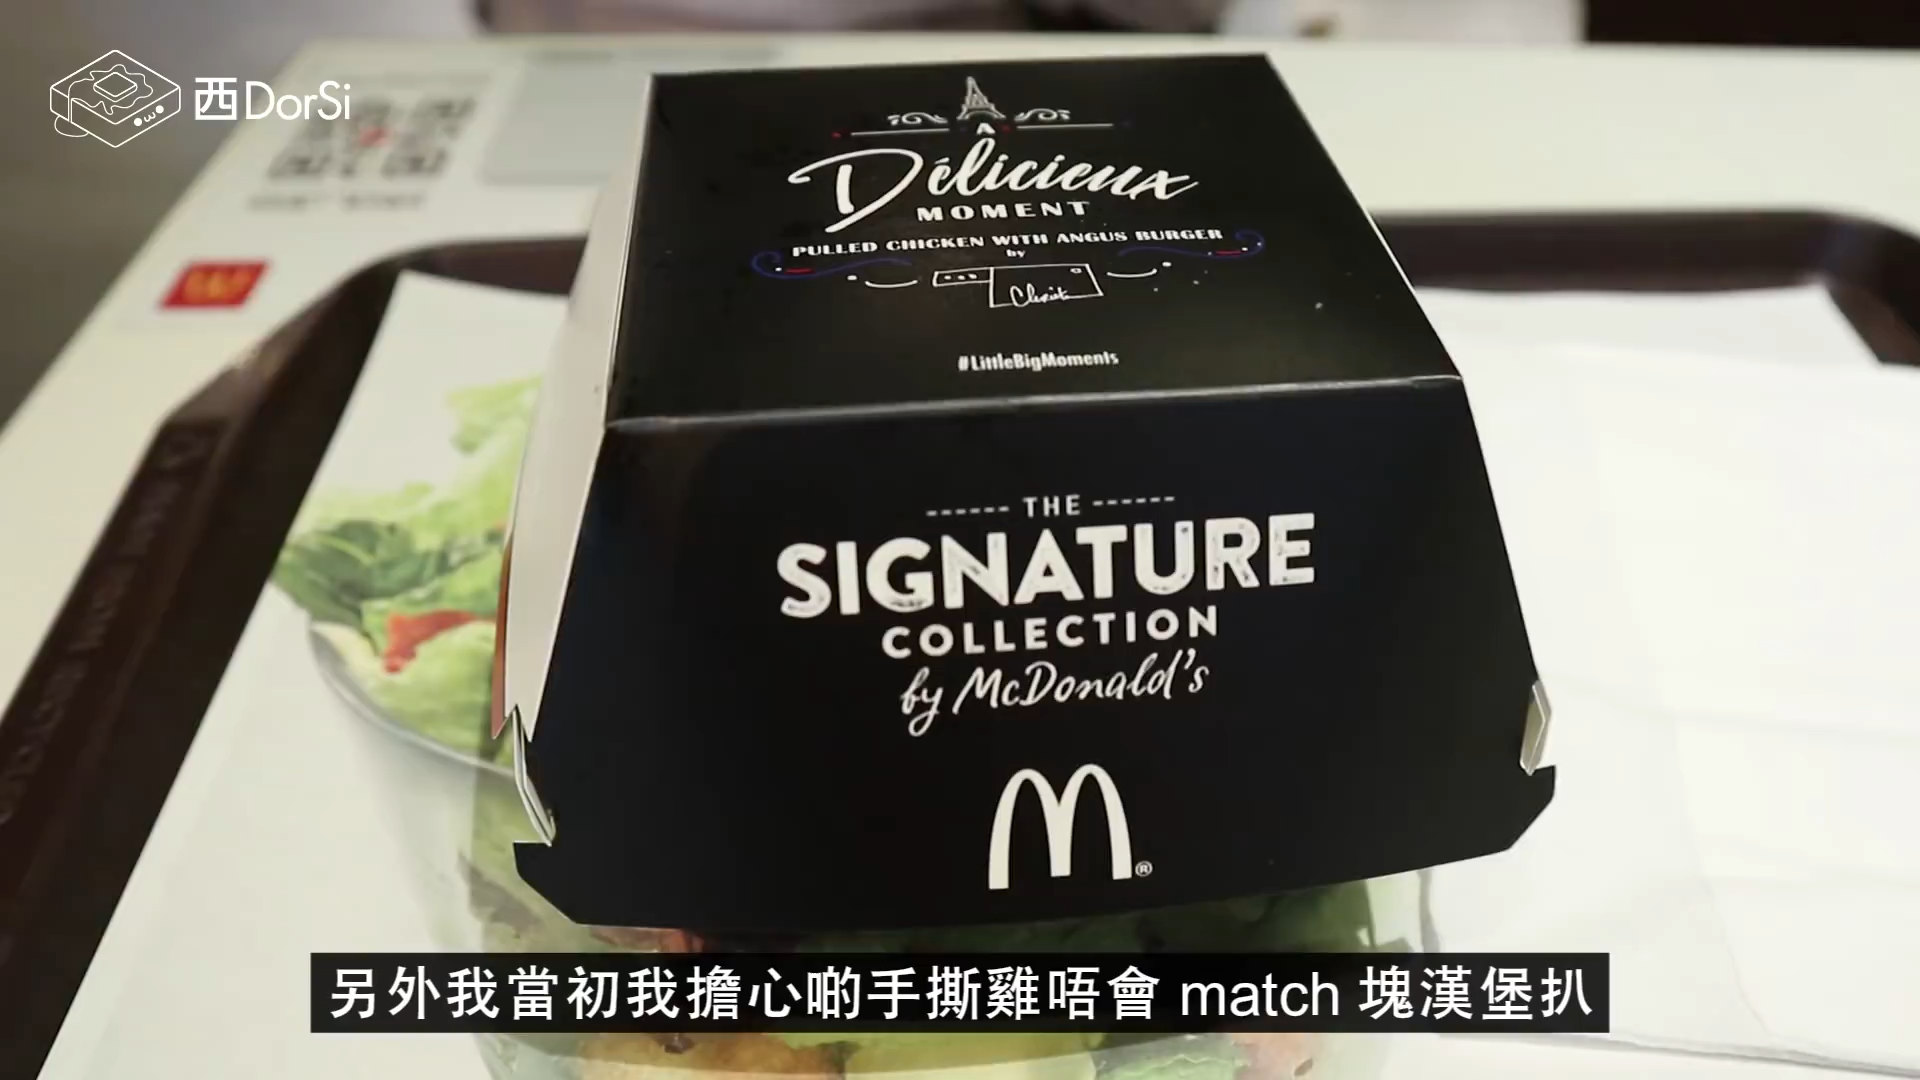 西DorSi
A
Délicieux
MOMENT
PULLED CHICKEN WITH ANGUS BURGER
by
#LittleBigMoments
THE
SIGNATURE
COLLECTION
by McDonald's
®
另外我當初我擔心啲手撕雞唔會 match 塊漢堡扒